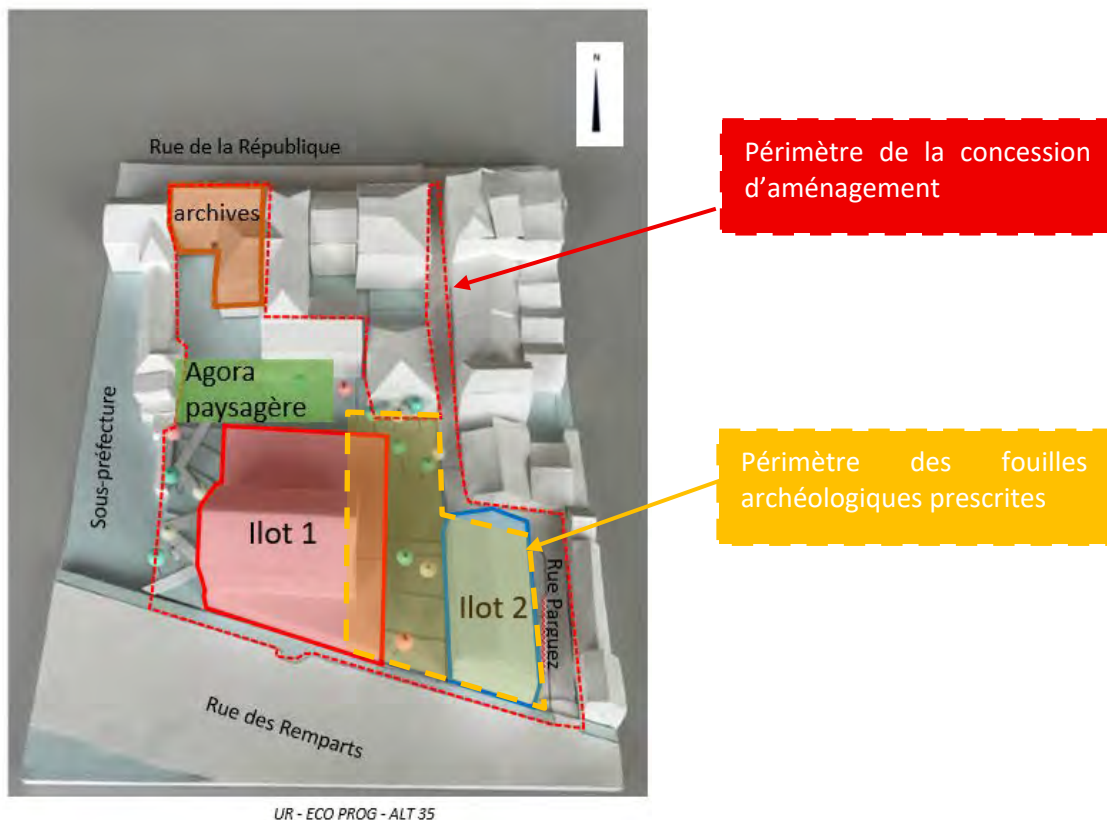 N
Rue de la République
Périmètre de la concession
d'aménagement
archives
Agora
paysagère
Sous-préfecture
Périmètre des fouilles
archéologiques prescrites
Ilot 1
Ilot 2
Rue Parguez
Rue des Remparts
UR - ECO PROG - ALT 35